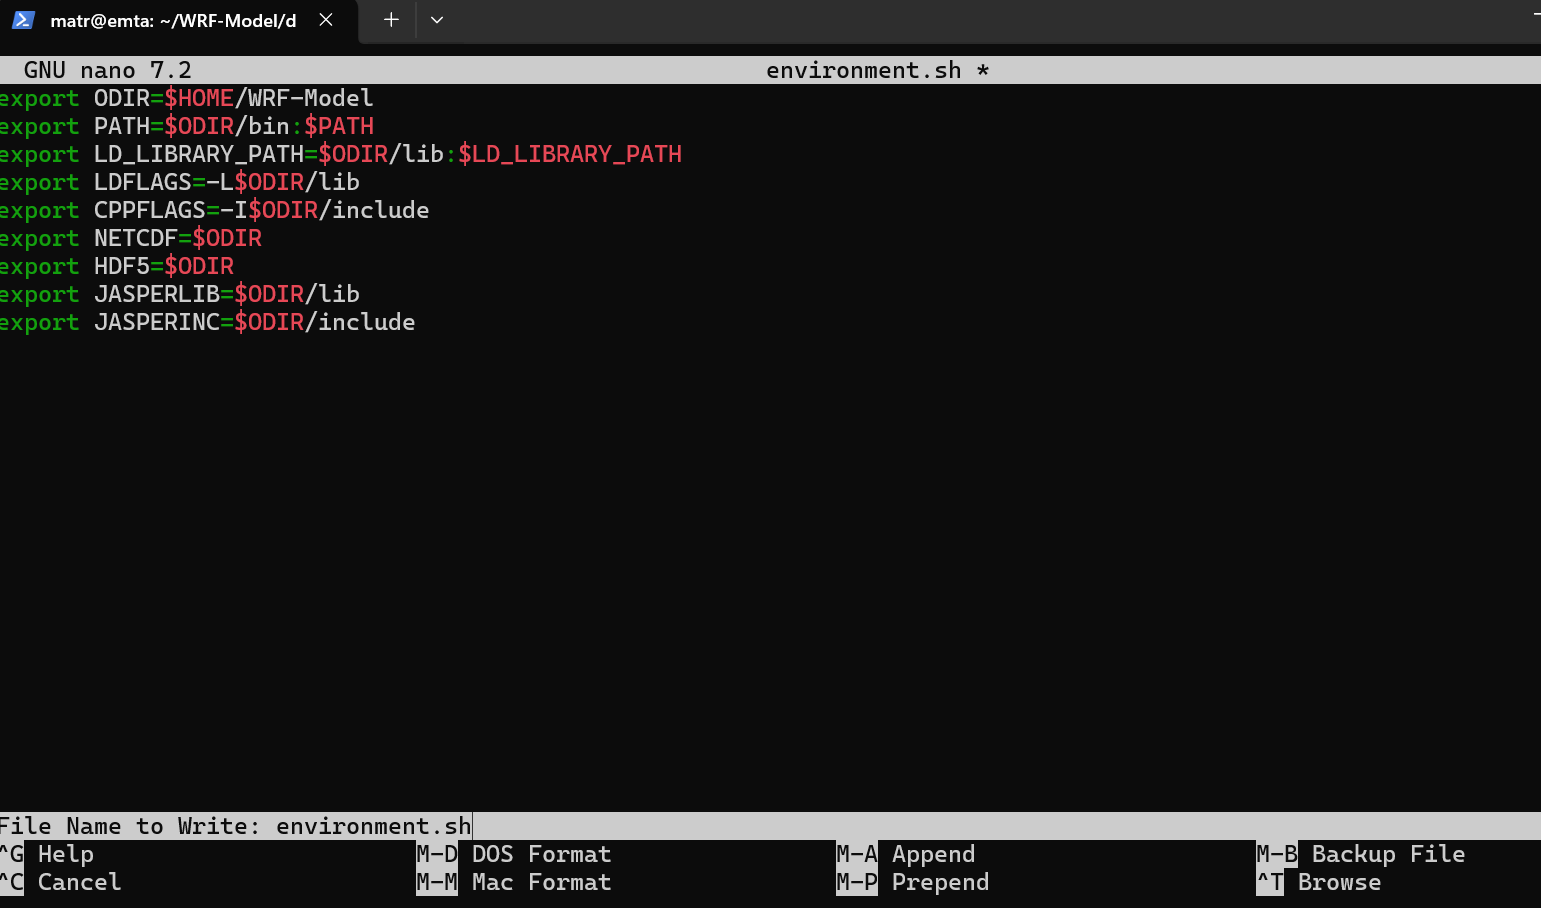 matr@emta: ~/WRF-Model/d
GNU nano 7.2 environment.sh *
export ODIR=$HOME/WRF-Model
export PATH=$ODIR/bin:$PATH
export LD_LIBRARY_PATH=$ODIR/lib:$LD_LIBRARY_PATH
export LDFLAGS=-L$ODIR/lib
export CPPFLAGS=-I$ODIR/include
export NETCDF=$ODIR
export HDF5=$ODIR
export JASPERLIB=$ODIR/lib
export JASPERINC=$ODIR/include
File Name to Write: environment.sh
^G Help M-D DOS Format M-A Append M-B Backup File
^C Cancel M-M Mac Format M-P Prepend ^T Browse